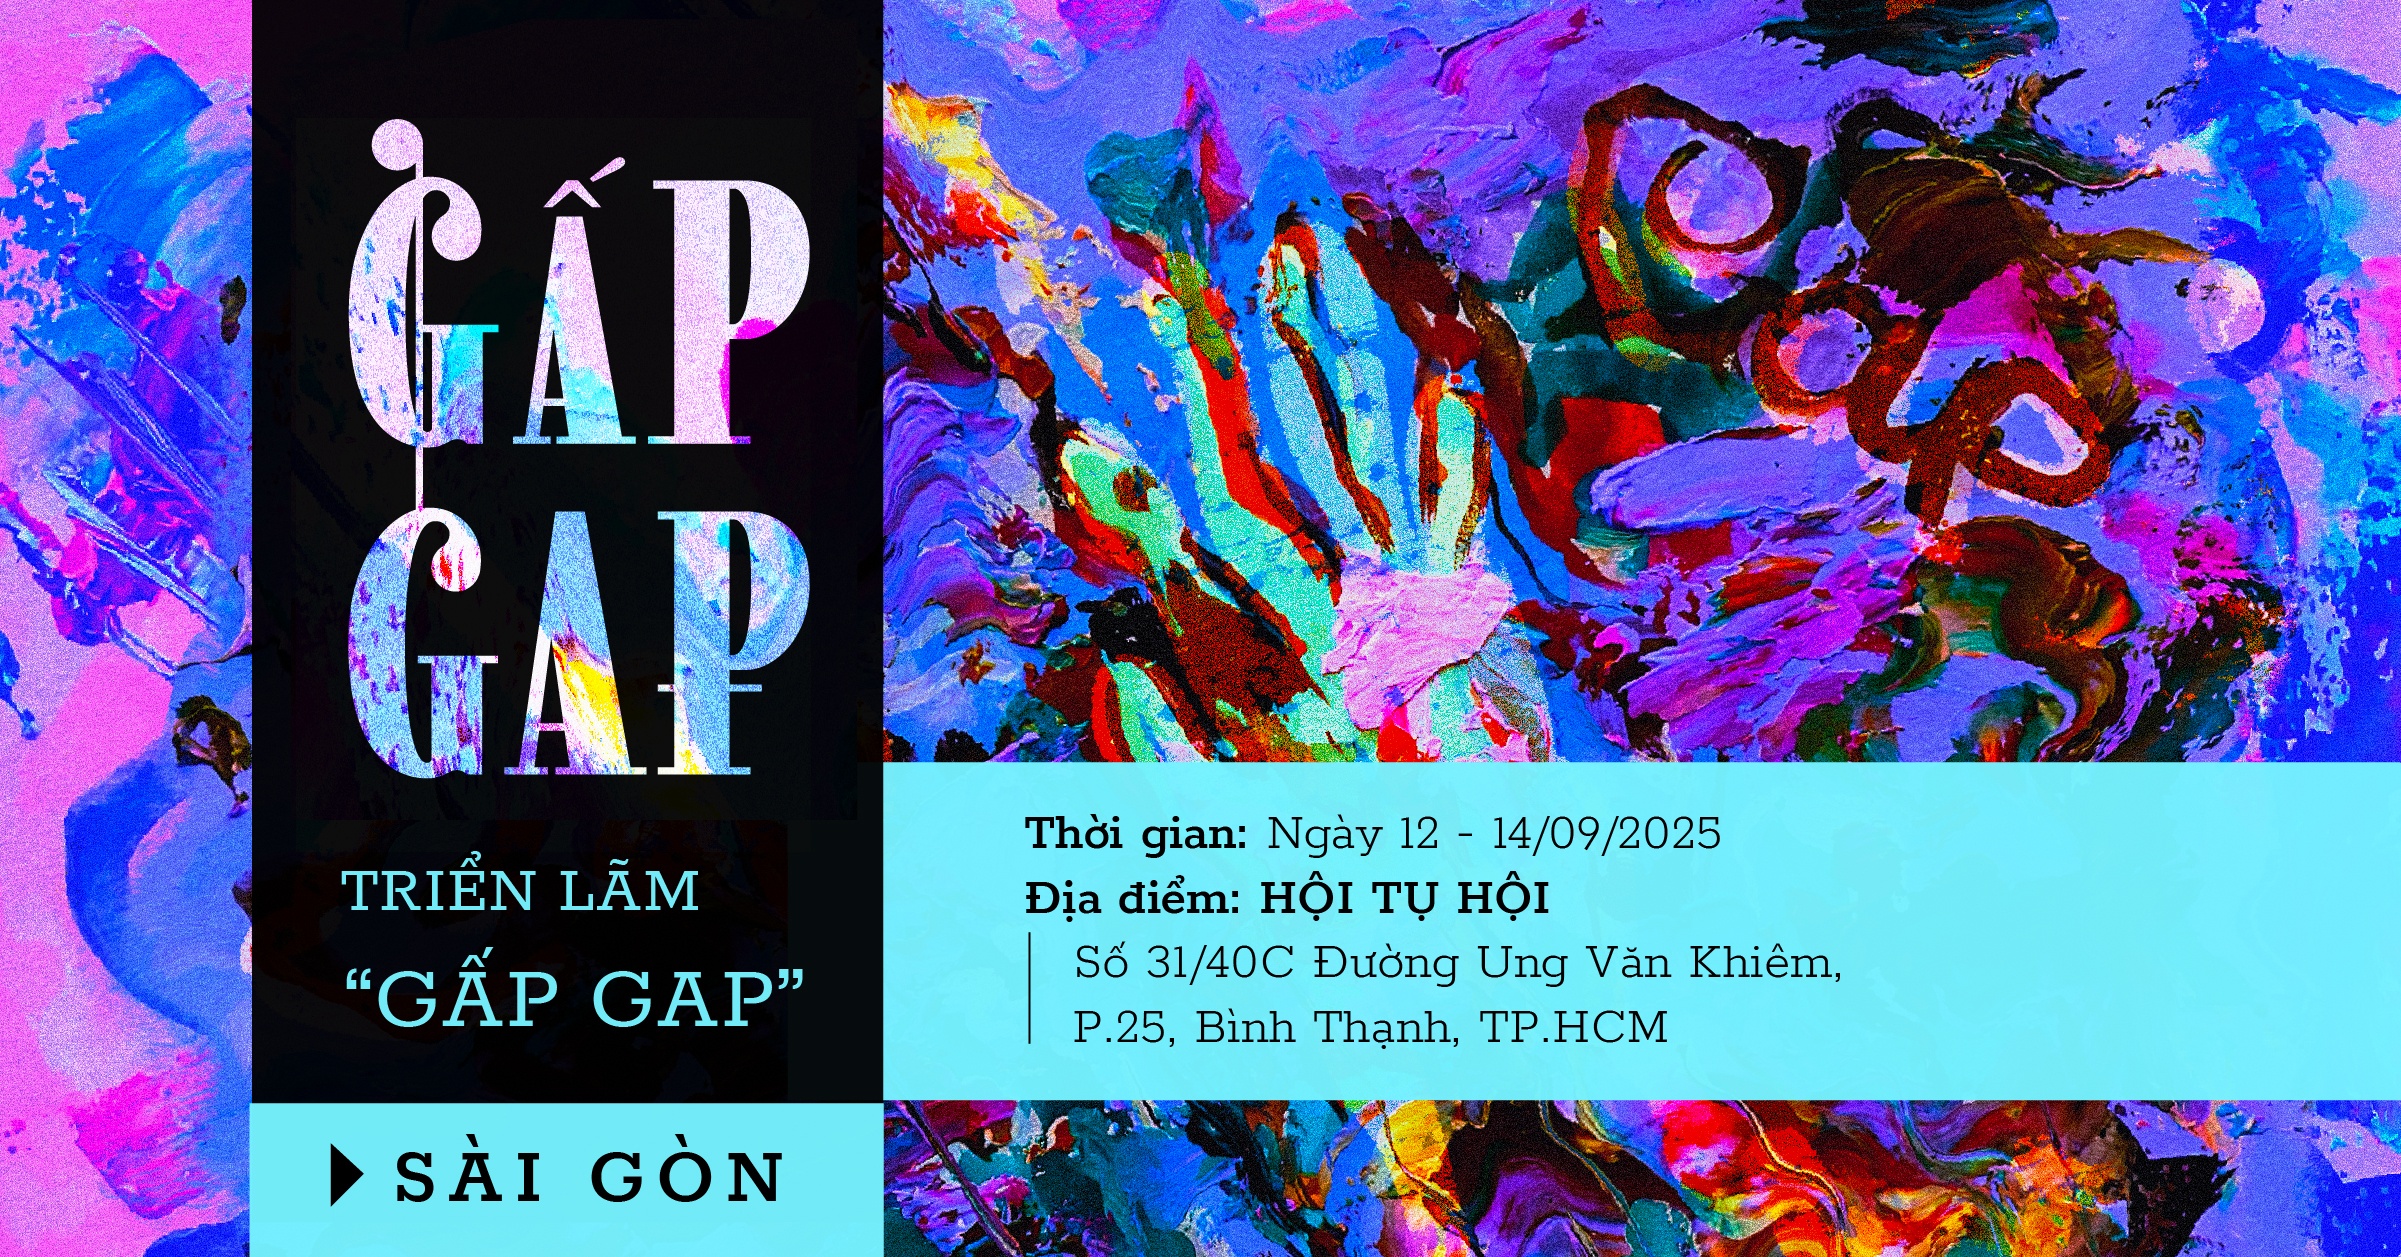 GẤP
GAP
TRIỂN LÃM
“GẤP GAP”
SÀI GÒN
Thời gian: Ngày 12 - 14/09/2025
Địa điểm: HỘI TỤ HỘI
Số 31/40C Đường Ung Văn Khiêm,
P.25, Bình Thạnh, TP.HCM